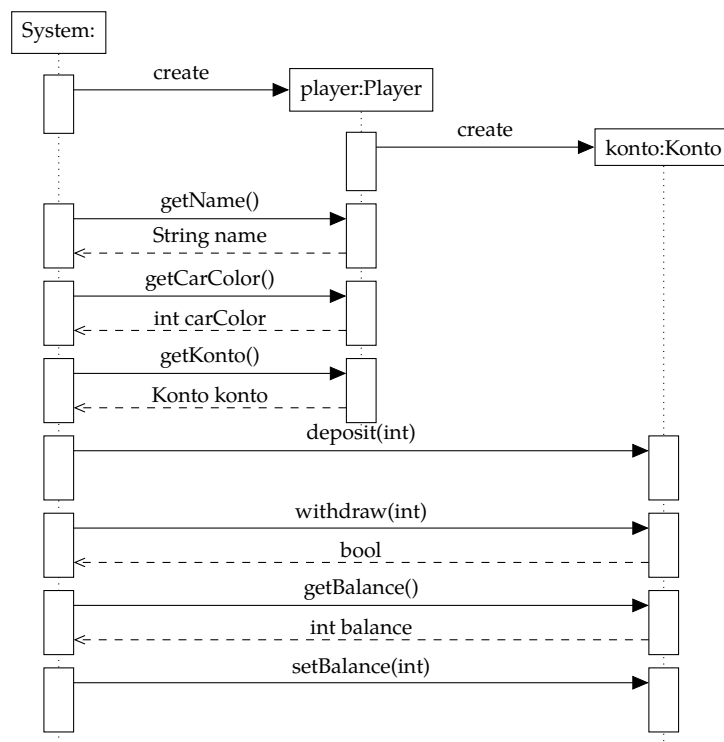 System:
create
player:Player
create
konto:Konto
getName()
String name
getCarColor()
int carColor
getKonto()
Konto konto
deposit(int)
withdraw(int)
bool
getBalance()
int balance
setBalance(int)